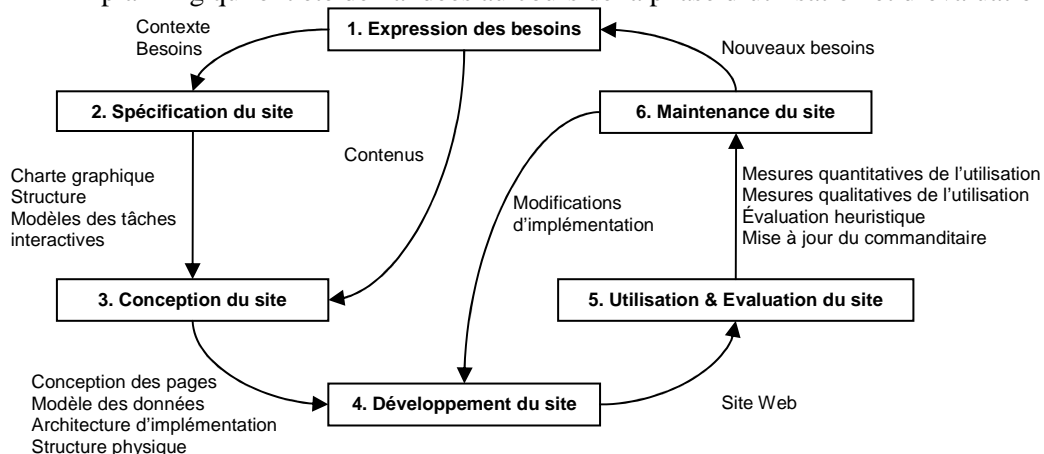 Contexte
Besoins
1. Expression des besoins
Nouveaux besoins
2. Spécification du site
6. Maintenance du site
Contenus
Charte graphique
Structure
Modèles des tâches
interactives
Modifications
d'implémentation
Mesures quantitatives de l'utilisation
Mesures qualitatives de l'utilisation
Évaluation heuristique
Mise à jour du commanditaire
3. Conception du site
5. Utilisation & Evaluation du site
Conception des pages
Modèle des données
Architecture d'implémentation
Structure physique
4. Développement du site
Site Web